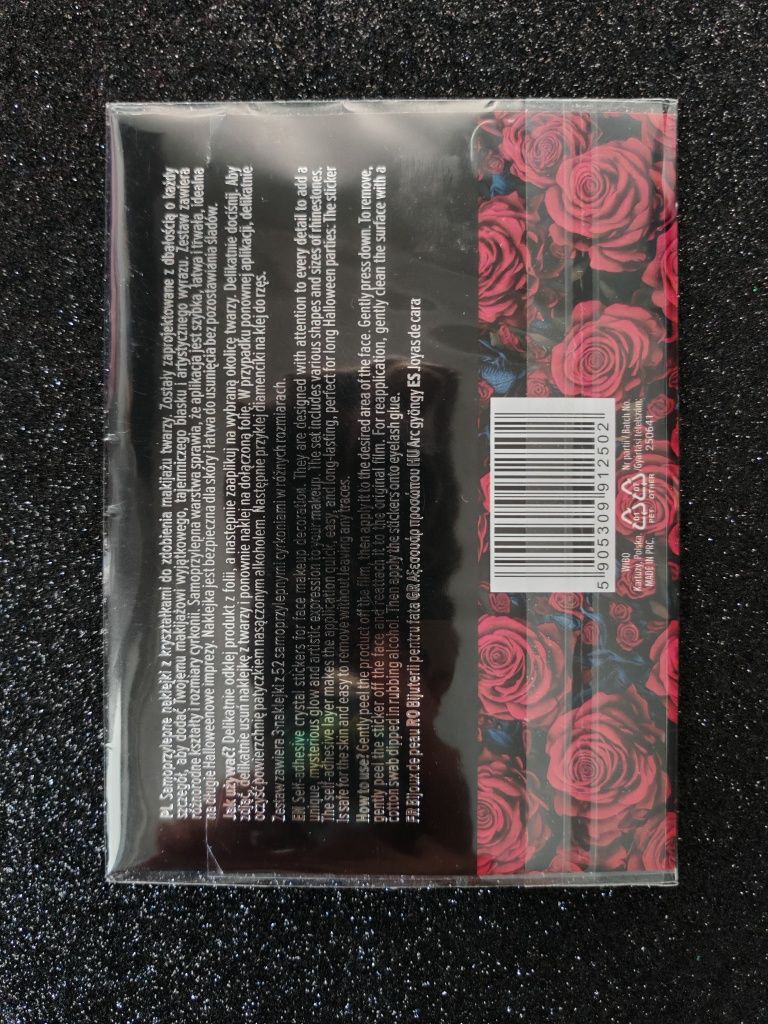 PL Samoprzylepne naklejki z kryształkami do zdobienia makijażu twarzy. Zostały zaprojektowane z dbałością o każdy
szczegół, aby dodać Twojemu makijażowi wyjątkowego, tajemniczego blasku i artystycznego wyrazu. Zestaw zawiera
różnorodne kształty i rozmiary cyrkonii. Samoprzylepna warstwa sprawia, że aplikacja jest szybka, łatwa i trwała, idealna
na długie Halloweenowe imprezy. Naklejka jest bezpieczna dla skóry i łatwa do usunięcia bez pozostawiania śladów.
Jak używać? Delikatnie odklej produkt z folii, a następnie zaaplikuj na wybraną okolicę twarzy. Delikatnie dociśnij. Aby
zdjąć, delikatnie usuń naklejkę z twarzy i ponownie naklej na dołączoną folię. W przypadku ponownej aplikacji, delikatnie
oczyść powierzchnię patyczkiem nasączonym alkoholem. Następnie przyklej diamenciki na klej do rzęs.
Zestaw zawiera 3 naklejki z 52 samoprzylepnymi cyrkoniami w różnych rozmiarach.
EN Self-adhesive crystal stickers for face makeup decoration. They are designed with attention to every detail to add a
unique, mysterious glow and artistic expression to your makeup. The set includes various shapes and sizes of rhinestones.
The self-adhesive layer makes the application quick, easy, and long-lasting, perfect for long Halloween parties. The sticker
is safe for the skin and easy to remove without leaving any traces.
How to use? Gently peel the product off the film, then apply it to the desired area of the face. Gently press down. To remove,
gently peel the sticker off the face and reattach it to the original film. For reapplication, gently clean the surface with a
cotton swab dipped in rubbing alcohol. Then apply the stickers onto eyelash glue.
FR Bijoux de peau RO Bijuterii pentru fata GR Αξεσουάρ προσώπου HU Arc gyöngy ES Joyas de cara
5 905309 912502
WIBO
Kartuzy, Polska
MADE IN PRC.
01
PET
07
OTHER
Nr partii / Batch No.
Gyártási tételszám:
250641